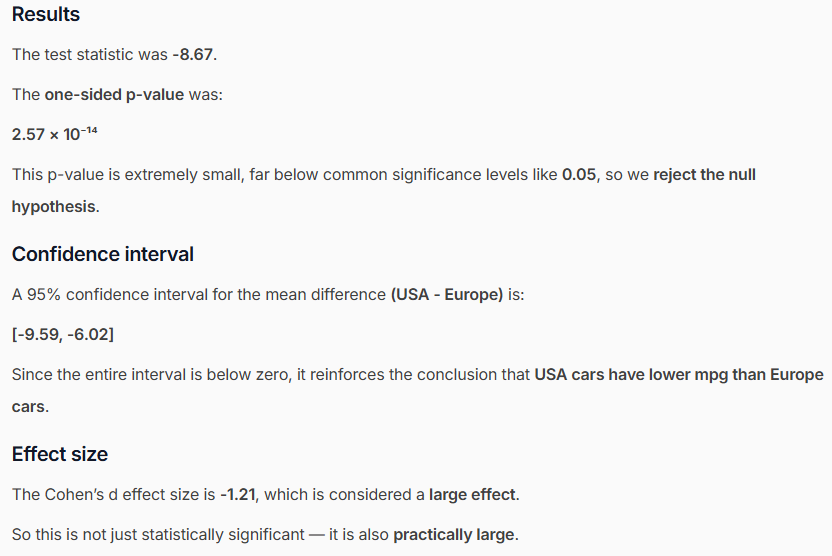 Results
The test statistic was -8.67.
The one-sided p-value was:
2.57 × 10⁻¹⁴
This p-value is extremely small, far below common significance levels like 0.05, so we reject the null
hypothesis.
Confidence interval
A 95% confidence interval for the mean difference (USA - Europe) is:
[-9.59, -6.02]
Since the entire interval is below zero, it reinforces the conclusion that USA cars have lower mpg than Europe
cars.
Effect size
The Cohen’s d effect size is -1.21, which is considered a large effect.
So this is not just statistically significant — it is also practically large.